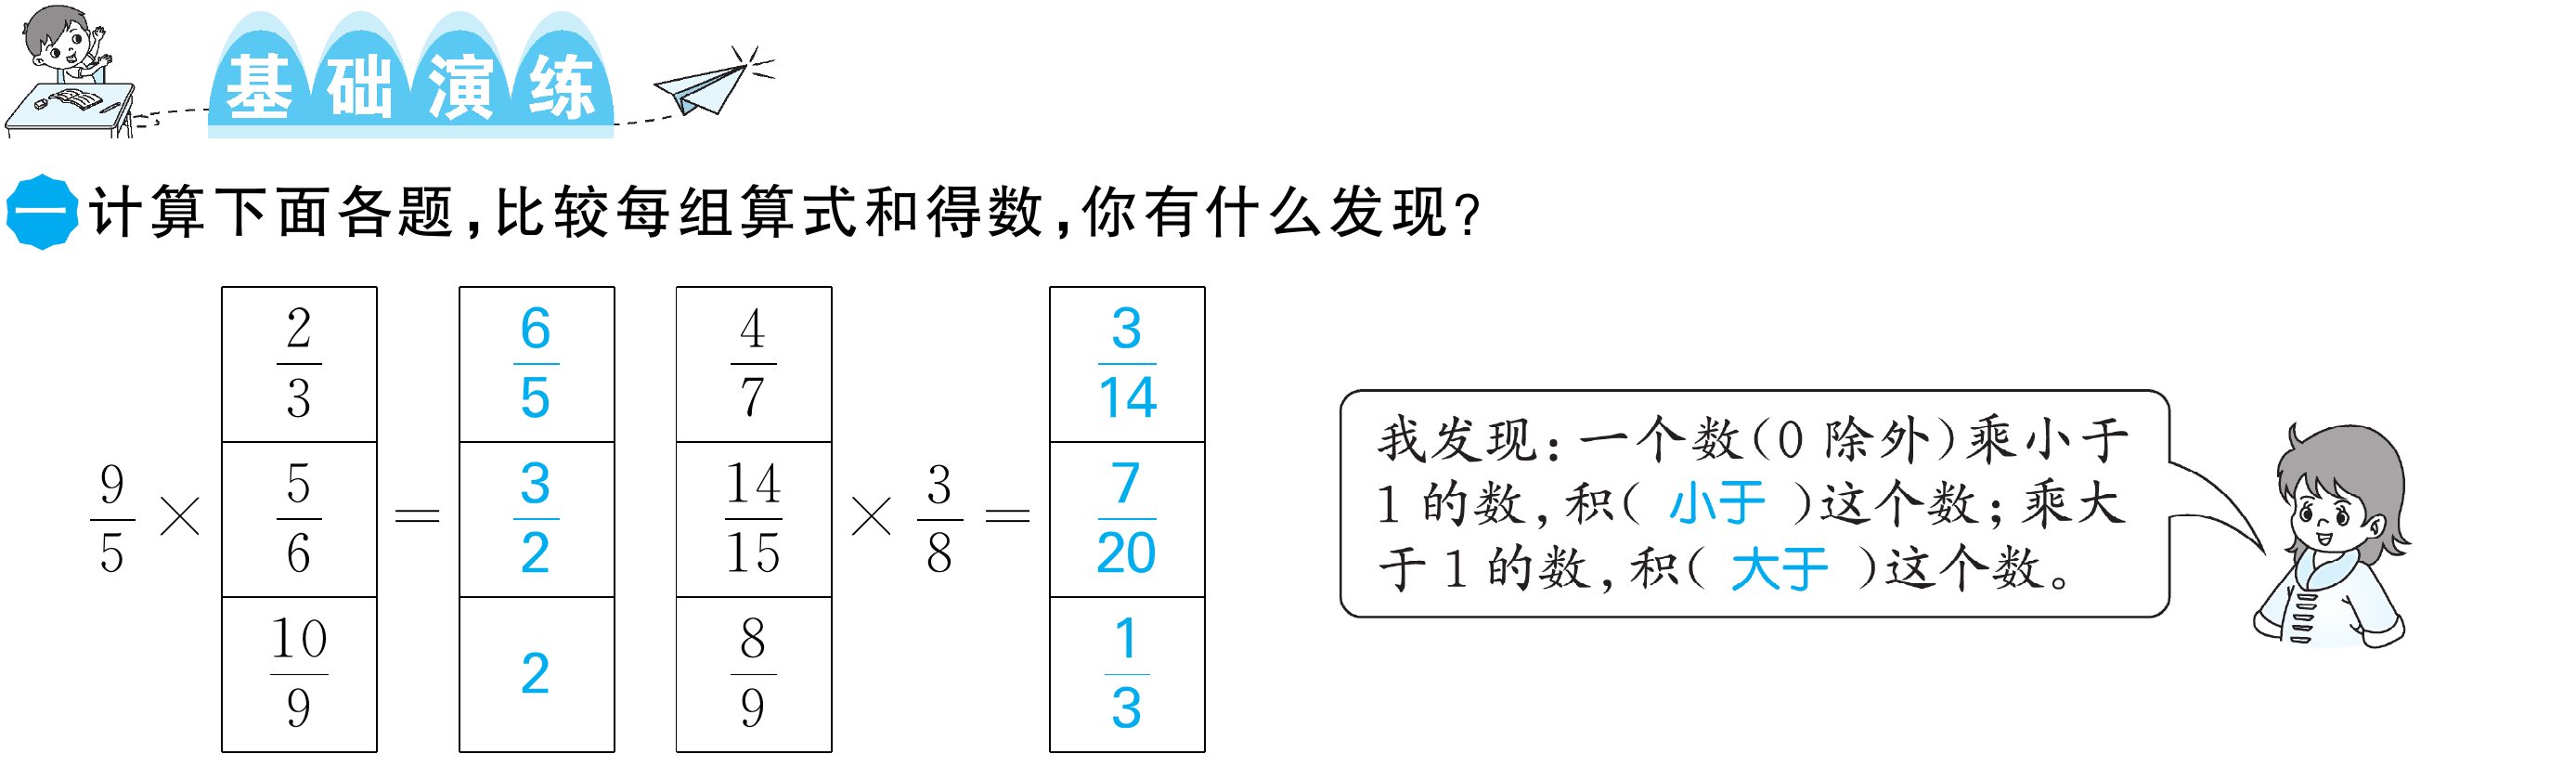 基础演练
一 计算下面各题,比较每组算式和得数,你有什么发现?
2/3 6/5 4/7 3/14
9/5 × 5/6 = 3/2 14/15 × 3/8 = 7/20
10/9 2 8/9 1/3
我发现:一个数(0 除外)乘小于
1 的数,积( 小于 )这个数;乘大
于 1 的数,积( 大于 )这个数。